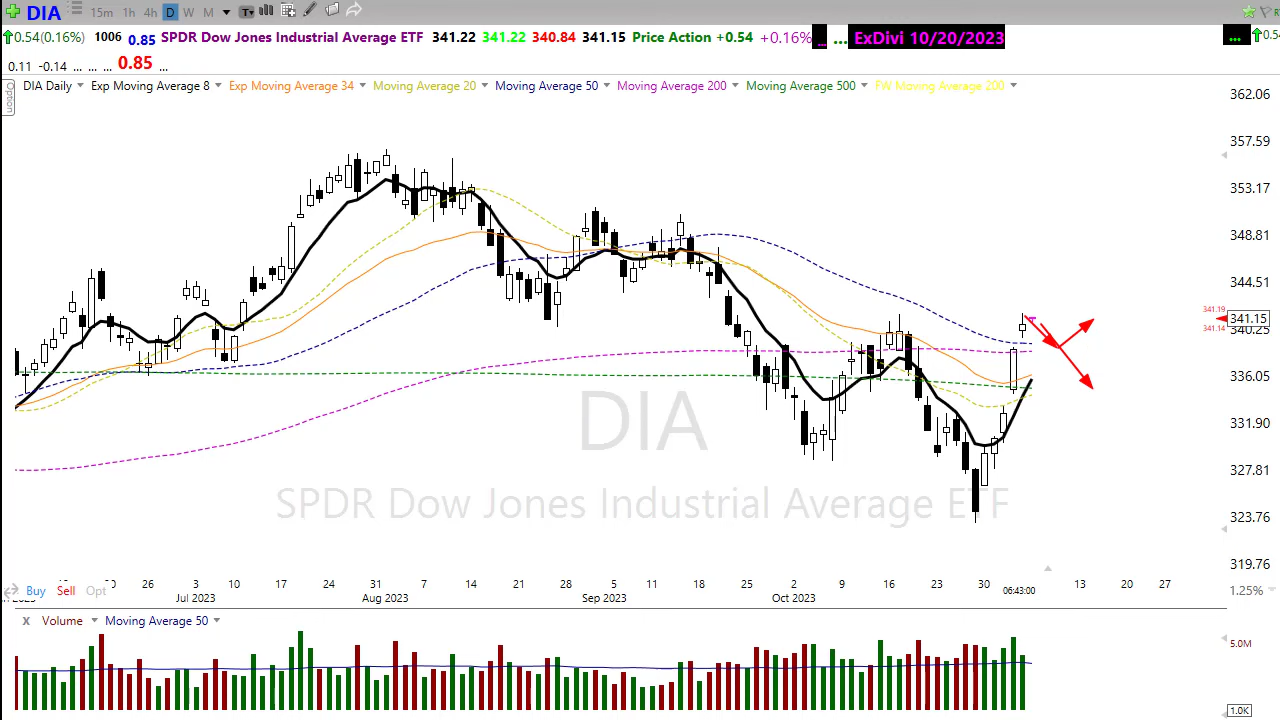 DIA 15m 1h 4h D W M T
0.54(0.16%) 1006 0.85 SPDR Dow Jones Industrial Average ETF 341.22 341.22 340.84 341.15 Price Action +0.54 +0.16% ... ... ExDivi 10/20/2023 ... 0.54
0.11 -0.14 ... ... ... 0.85 ...
Option
DIA Daily Exp Moving Average 8 Exp Moving Average 34 Moving Average 20 Moving Average 50 Moving Average 200 Moving Average 500 FW Moving Average 200
362.06
357.59
353.17
348.81
344.51
341.19
341.15
341.14
340.25
336.05
331.90
327.81
323.76
319.76
DIA
SPDR Dow Jones Industrial Average ETF
26 3 10 17 24 31 7 14 21 28 5 11 18 25 2 9 16 23 30 13 20 27
Buy Sell Opt 06:43:00 1.25%
Jul 2023 Aug 2023 Sep 2023 Oct 2023
X Volume Moving Average 50
5.0M
1.0K